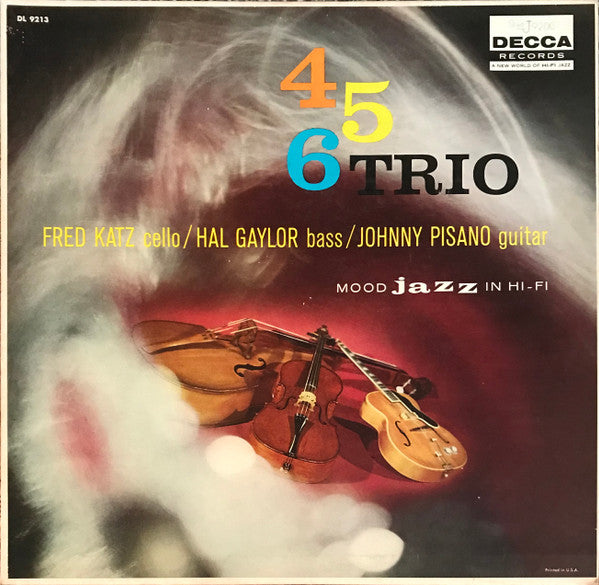 DL 9213
DECCA
RECORDS
A NEW WORLD OF HI-FI JAZZ
4
5
6 TRIO
FRED KATZ cello / HAL GAYLOR bass / JOHNNY PISANO guitar
MOOD jazz IN HI-FI
Printed in U.S.A.